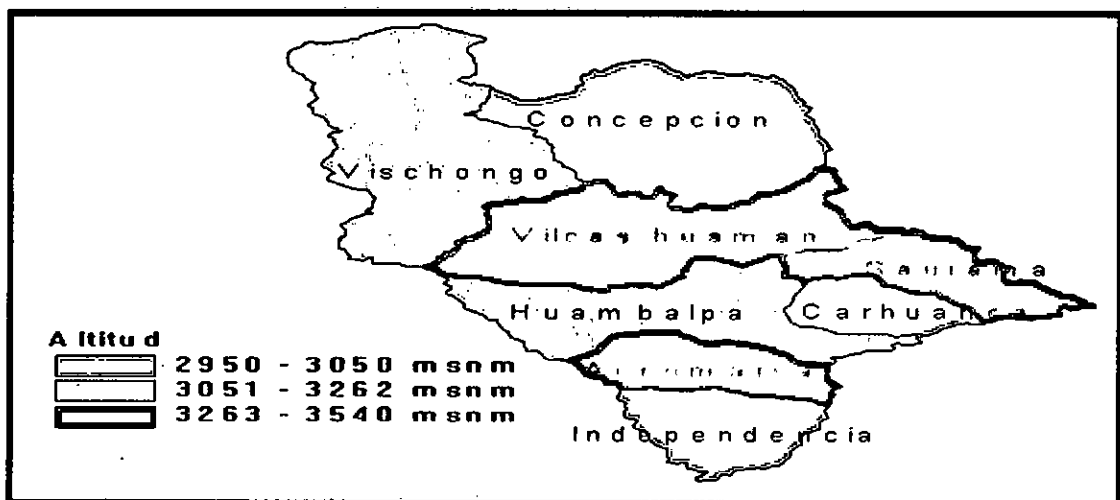 Concepcion
Vischongo
Vilcashuaman
Saurama
Huambalpa
Carhuanca
Independencia
Altitud
2950 - 3050 msnm
3051 - 3262 msnm
3263 - 3540 msnm